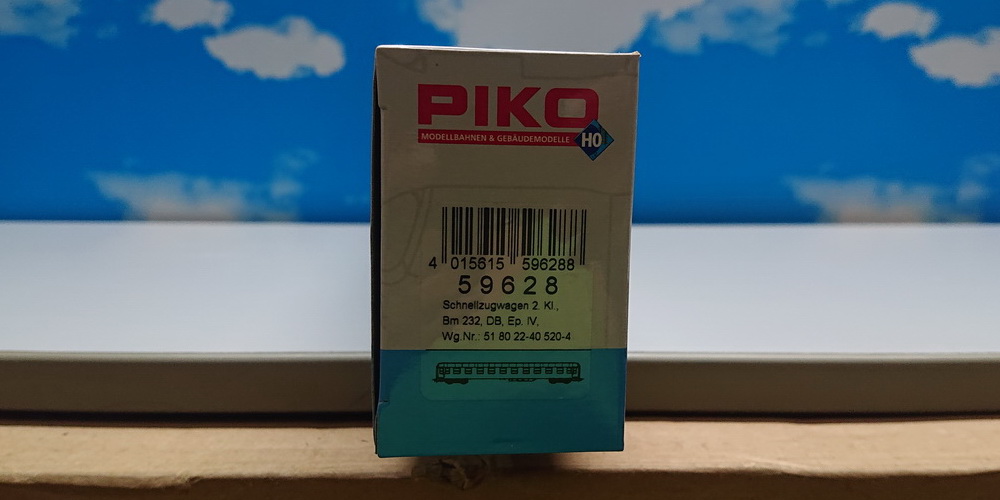 PIKO
MODELLBAHNEN & GEBÄUDEMODELLE
H0
4 015615 596288
59628
Schnellzugwagen 2. Kl.,
Bm 232, DB, Ep. IV,
Wg.Nr.: 51 80 22-40 520-4